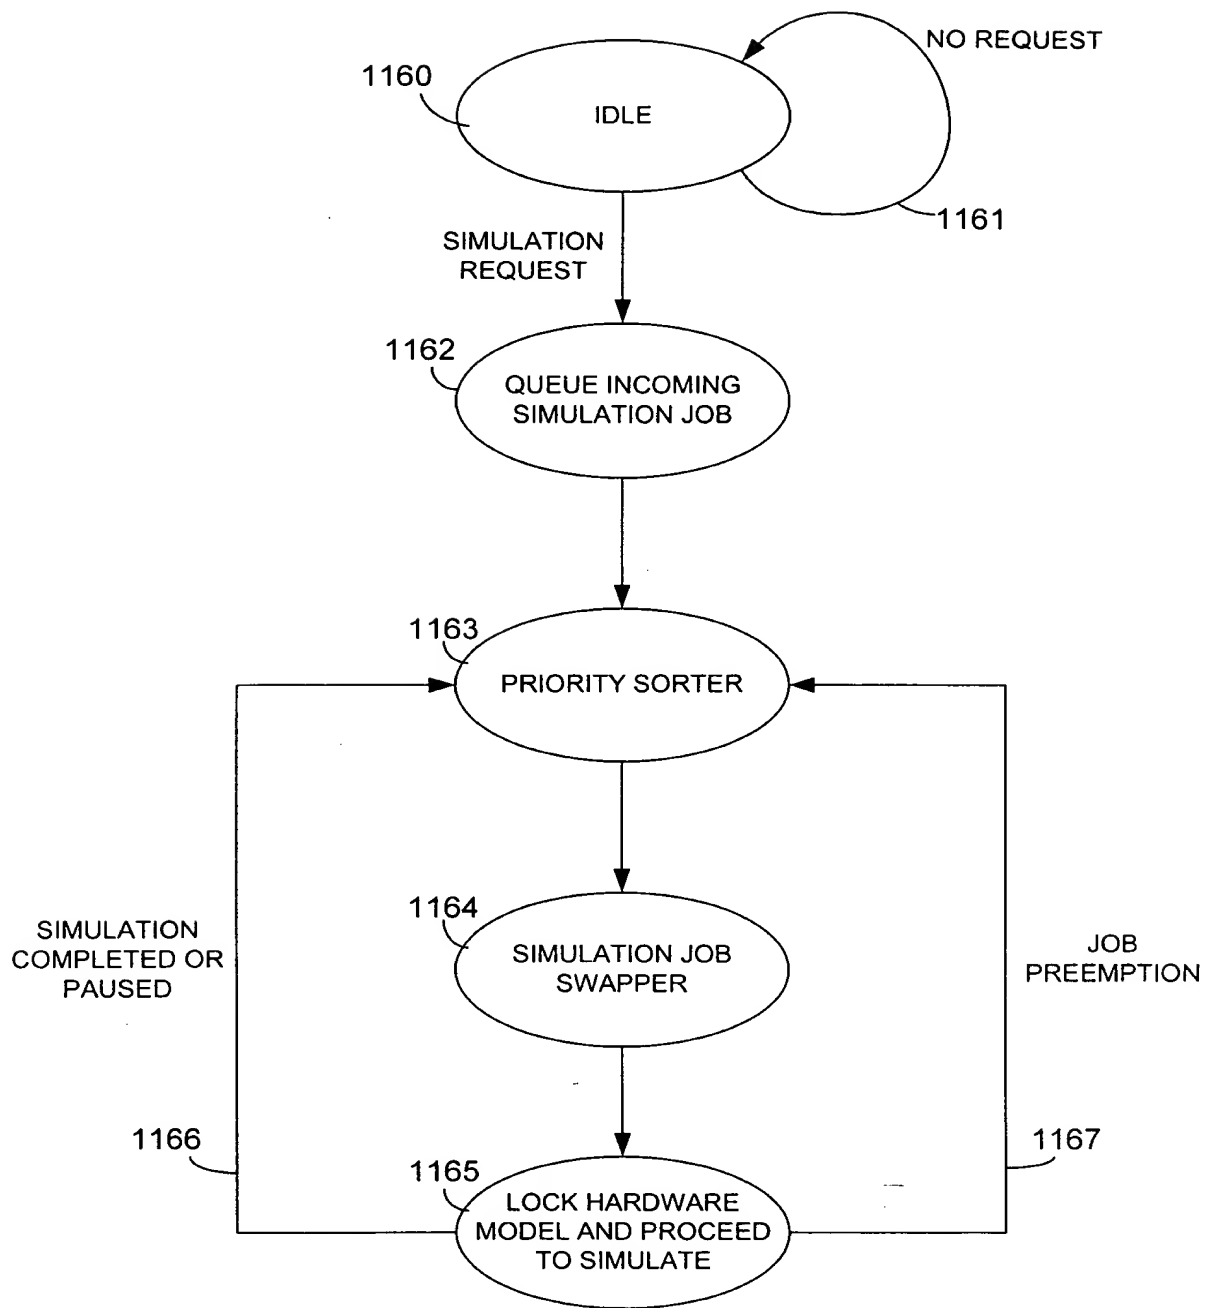 NO REQUEST
1160
IDLE
1161
SIMULATION
REQUEST
1162
QUEUE INCOMING
SIMULATION JOB
1163
PRIORITY SORTER
1164
SIMULATION JOB
SWAPPER
SIMULATION
COMPLETED OR
PAUSED
JOB
PREEMPTION
1166
1167
1165
LOCK HARDWARE
MODEL AND PROCEED
TO SIMULATE